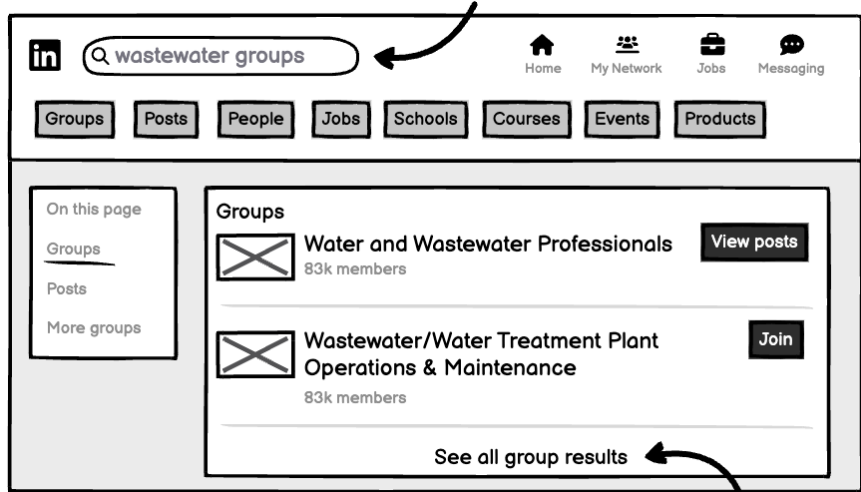 in
wastewater groups
Home
My Network
Jobs
Messaging
Groups
Posts
People
Jobs
Schools
Courses
Events
Products
On this page
Groups
Posts
More groups
Groups
Water and Wastewater Professionals
83k members
View posts
Wastewater/Water Treatment Plant
Operations & Maintenance
83k members
Join
See all group results